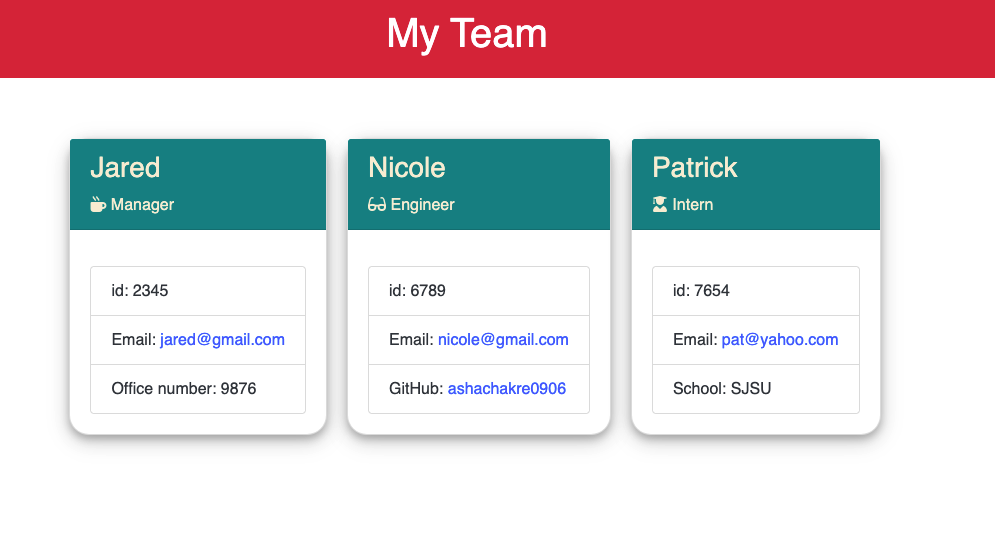 My Team
Jared
Manager
id: 2345
Email: jared@gmail.com
Office number: 9876
Nicole
Engineer
id: 6789
Email: nicole@gmail.com
GitHub: ashachakre0906
Patrick
Intern
id: 7654
Email: pat@yahoo.com
School: SJSU